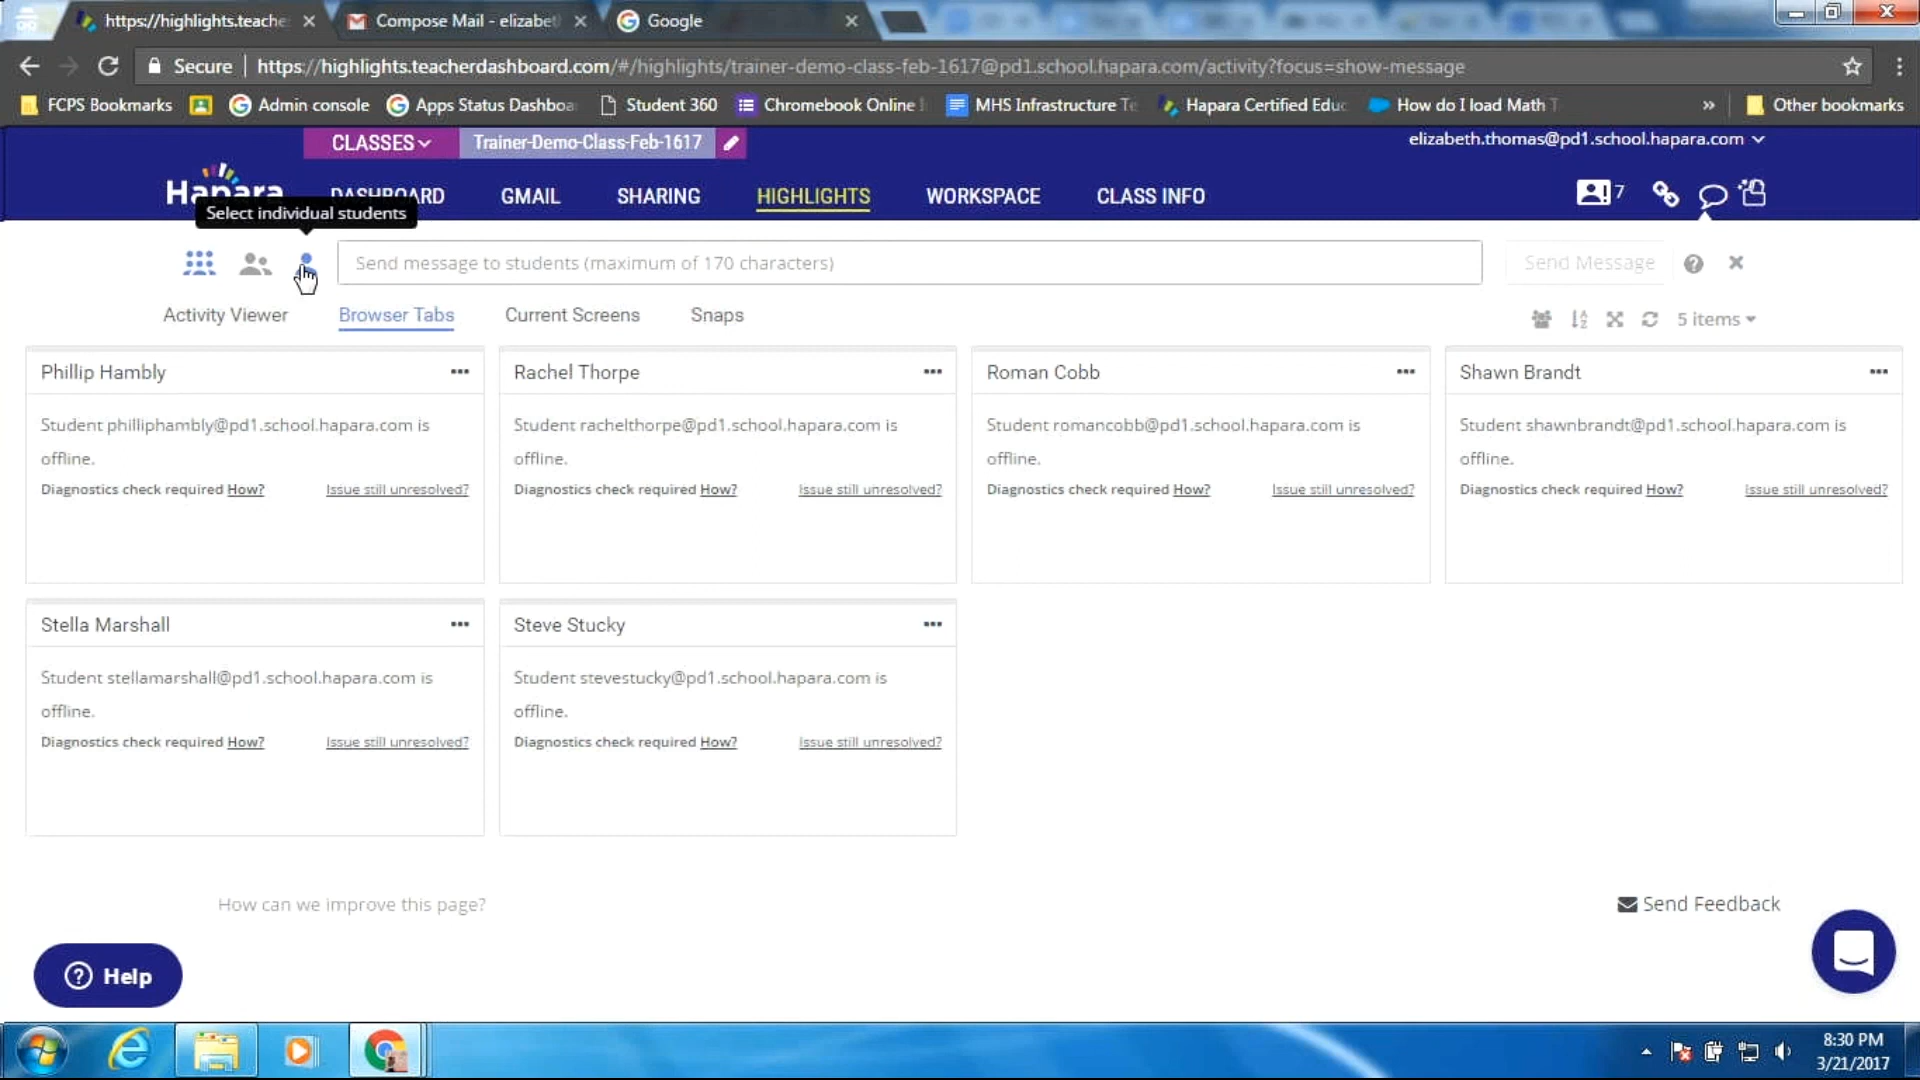 https://highlights.teache
Compose Mail - elizabet
Google
Secure
https://highlights.teacherdashboard.com/#/highlights/trainer-demo-class-feb-1617@pd1.school.hapara.com/activity?focus=show-message
FCPS Bookmarks
Admin console
Apps Status Dashboa
Student 360
Chromebook Online
MHS Infrastructure Te
Hapara Certified Educ
How do I load Math T
»
Other bookmarks
CLASSES
Trainer-Demo-Class-Feb-1617
elizabeth.thomas@pd1.school.hapara.com
Hapara
DASHBOARD
GMAIL
SHARING
HIGHLIGHTS
WORKSPACE
CLASS INFO
7
Select individual students
Send message to students (maximum of 170 characters)
Send Message
Activity Viewer
Browser Tabs
Current Screens
Snaps
5 items
Phillip Hambly
Rachel Thorpe
Roman Cobb
Shawn Brandt
Student philliphambly@pd1.school.hapara.com is
offline.
Diagnostics check required How?
Issue still unresolved?
Student rachelthorpe@pd1.school.hapara.com is
offline.
Diagnostics check required How?
Issue still unresolved?
Student romancobb@pd1.school.hapara.com is
offline.
Diagnostics check required How?
Issue still unresolved?
Student shawnbrandt@pd1.school.hapara.com is
offline.
Diagnostics check required How?
Issue still unresolved?
Stella Marshall
Steve Stucky
Student stellamarshall@pd1.school.hapara.com is
offline.
Diagnostics check required How?
Issue still unresolved?
Student stevestucky@pd1.school.hapara.com is
offline.
Diagnostics check required How?
Issue still unresolved?
How can we improve this page?
Send Feedback
Help
8:30 PM
3/21/2017